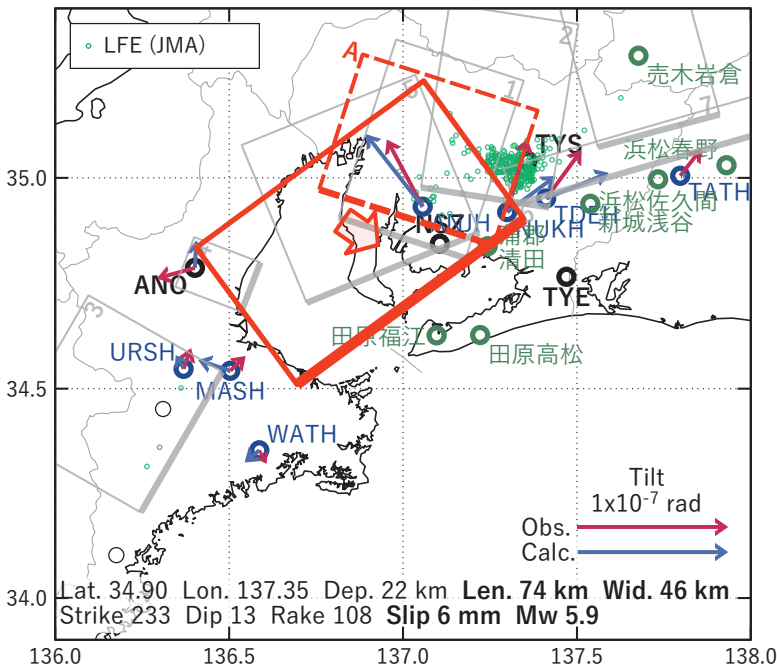 LFE (JMA)
A
2
1
5
売木岩倉
7
35.0
TYS
浜松春野
TATH
浜松佐久間
TDEH
新城浅谷
NUKH
蒲郡
清田
4
ANO
TYE
3
URSH
田原福江
田原高松
MASH
34.5
WATH
Tilt
1x10-7 rad
Obs.
Calc.
Lat. 34.90 Lon. 137.35 Dep. 22 km Len. 74 km Wid. 46 km
34.0
Strike 233 Dip 13 Rake 108 Slip 6 mm Mw 5.9
136.0 136.5 137.0 137.5 138.0